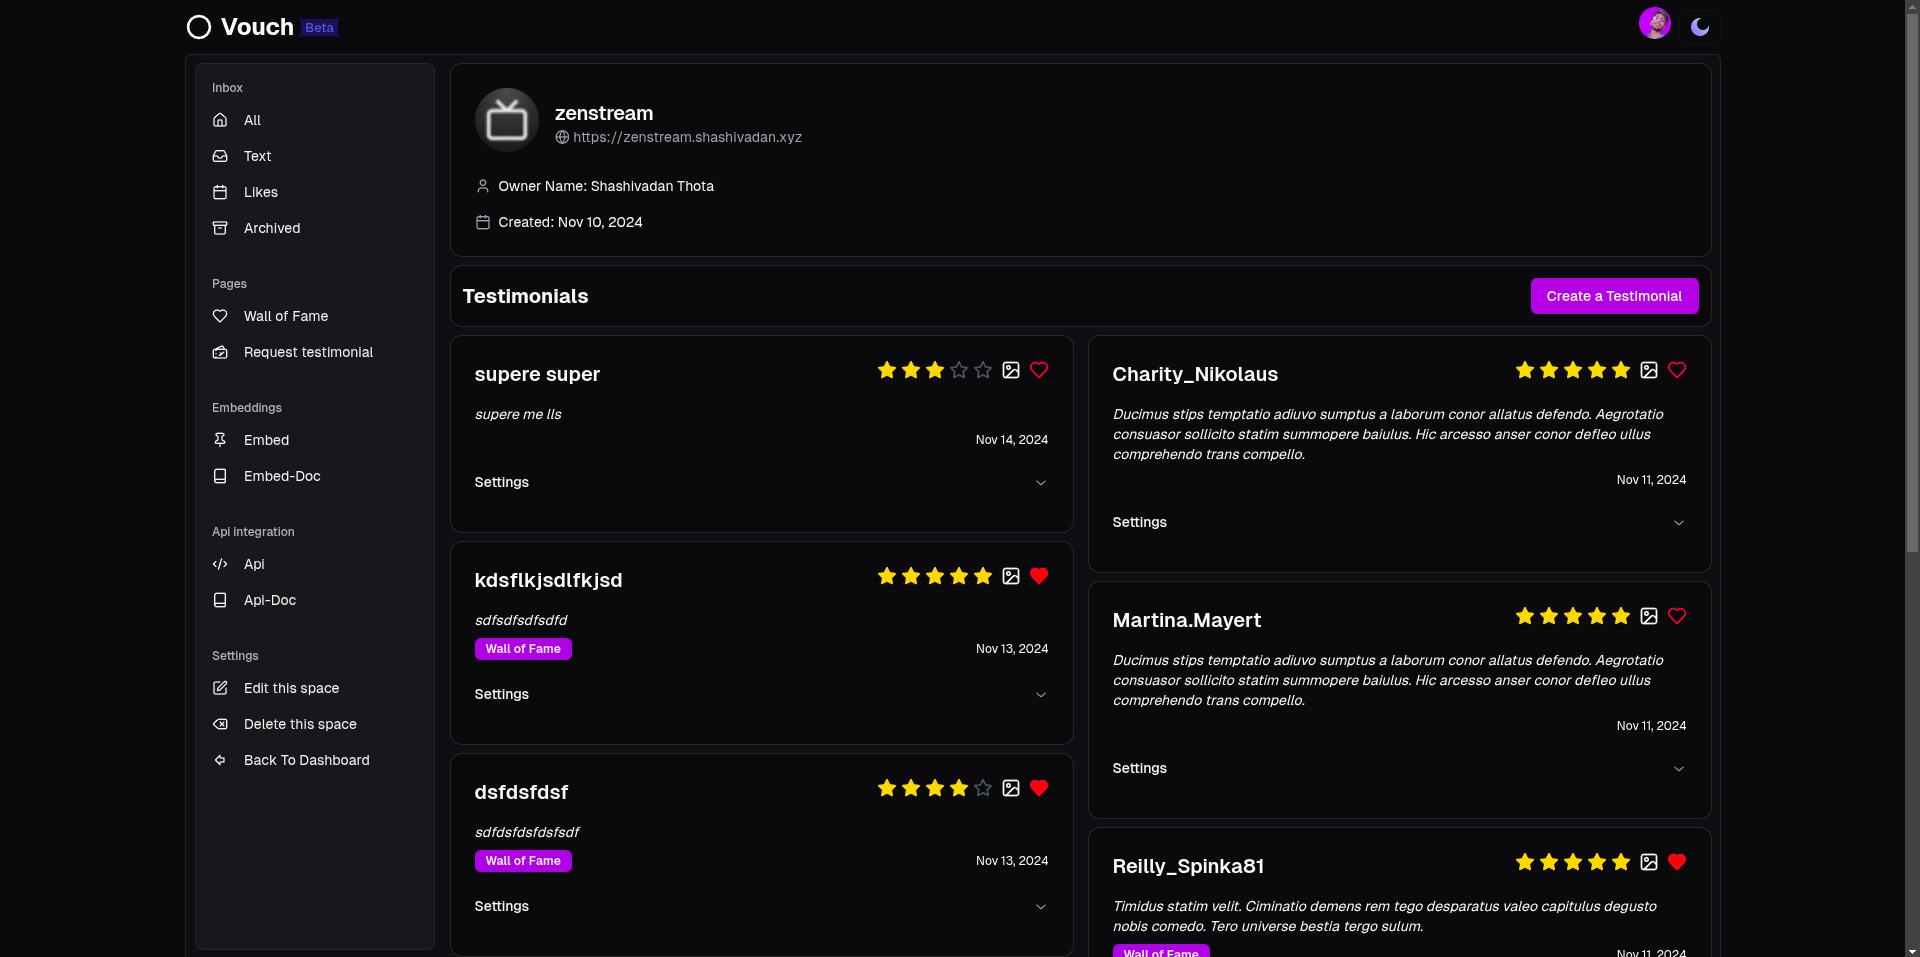 Vouch Beta
Inbox
All
Text
Likes
Archived
Pages
Wall of Fame
Request testimonial
Embeddings
Embed
Embed-Doc
Api integration
Api
Api-Doc
Settings
Edit this space
Delete this space
Back To Dashboard
zenstream
https://zenstream.shashivadan.xyz
Owner Name: Shashivadan Thota
Created: Nov 10, 2024
Testimonials
Create a Testimonial
supere super
supere me lls
Nov 14, 2024
Settings
kdsflkjsdlfkjsd
sdfsdfsdfsdfd
Wall of Fame
Nov 13, 2024
Settings
dsfdsfdsf
sdfdsfdsfdsfsdf
Wall of Fame
Nov 13, 2024
Settings
Charity_Nikolaus
Ducimus stips temptatio adiuvo sumptus a laborum conor allatus defendo. Aegrotatio
consuasor sollicito statim summopere baiulus. Hic arcesso anser conor defleo ullus
comprehendo trans compello.
Nov 11, 2024
Settings
Martina.Mayert
Ducimus stips temptatio adiuvo sumptus a laborum conor allatus defendo. Aegrotatio
consuasor sollicito statim summopere baiulus. Hic arcesso anser conor defleo ullus
comprehendo trans compello.
Nov 11, 2024
Settings
Reilly_Spinka81
Timidus statim velit. Ciminatio demens rem tego desparatus valeo capitulus degusto
nobis comedo. Tero universe bestia tergo sulum.
Wall of Fame
Nov 11, 2024